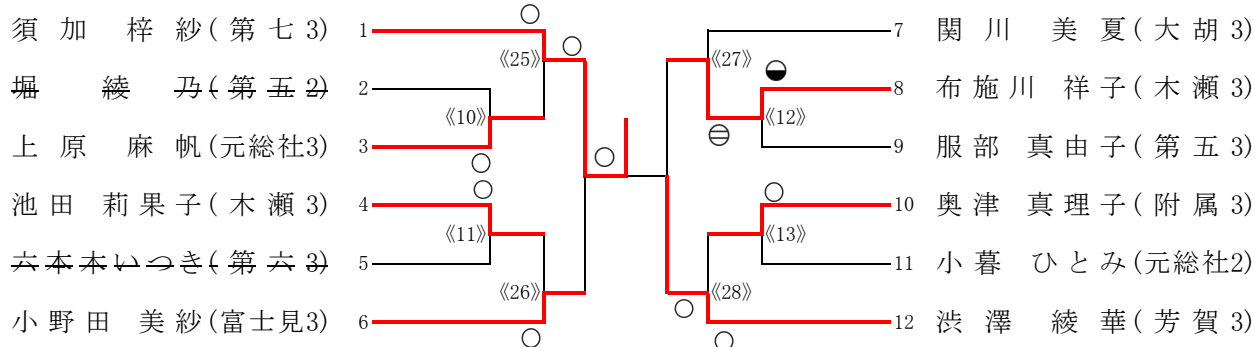 須加 梓紗(第七3) 1
堀 綾乃(第五2) 2
上原 麻帆(元総社3) 3
池田 莉果子(木瀬3) 4
六本木いつき(第六3) 5
小野田 美紗(富士見3) 6
《25》
《10》
《11》
《26》
《27》
《12》
《13》
《28》
7 関川 美夏(大胡3)
8 布施川 祥子(木瀬3)
9 服部 真由子(第五3)
10 奥津 真理子(附属3)
11 小暮 ひとみ(元総社2)
12 渋澤 綾華(芳賀3)